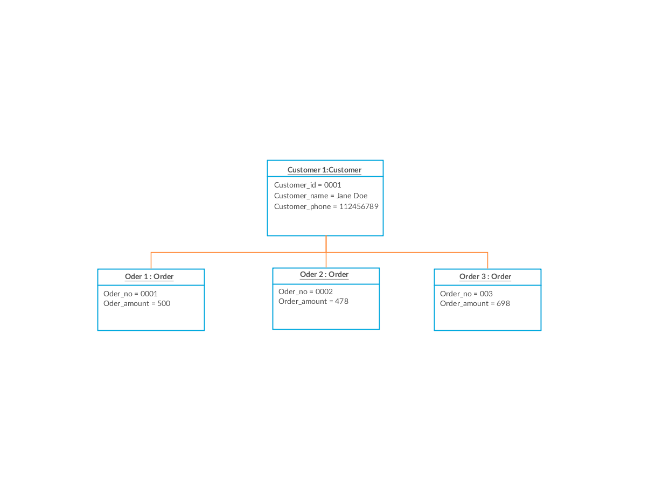 Customer 1:Customer
Customer_id = 0001
Customer_name = Jane Doe
Customer_phone = 112456789
Oder 1 : Order
Oder_no = 0001
Oder_amount = 500
Oder 2 : Order
Oder_no = 0002
Order_amount = 478
Order 3 : Order
Order_no = 003
Order_amount = 698